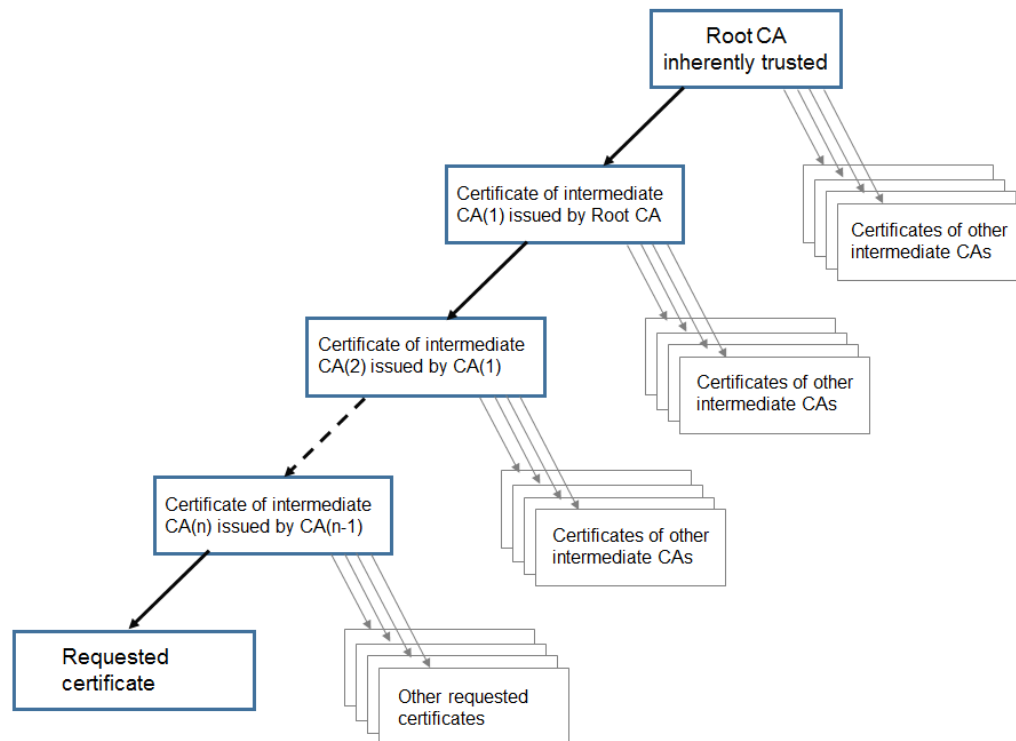 Root CA
inherently trusted
Certificate of intermediate
CA(1) issued by Root CA
Certificates of other
intermediate CAs
Certificate of intermediate
CA(2) issued by CA(1)
Certificates of other
intermediate CAs
Certificate of intermediate
CA(n) issued by CA(n-1)
Certificates of other
intermediate CAs
Requested
certificate
Other requested
certificates